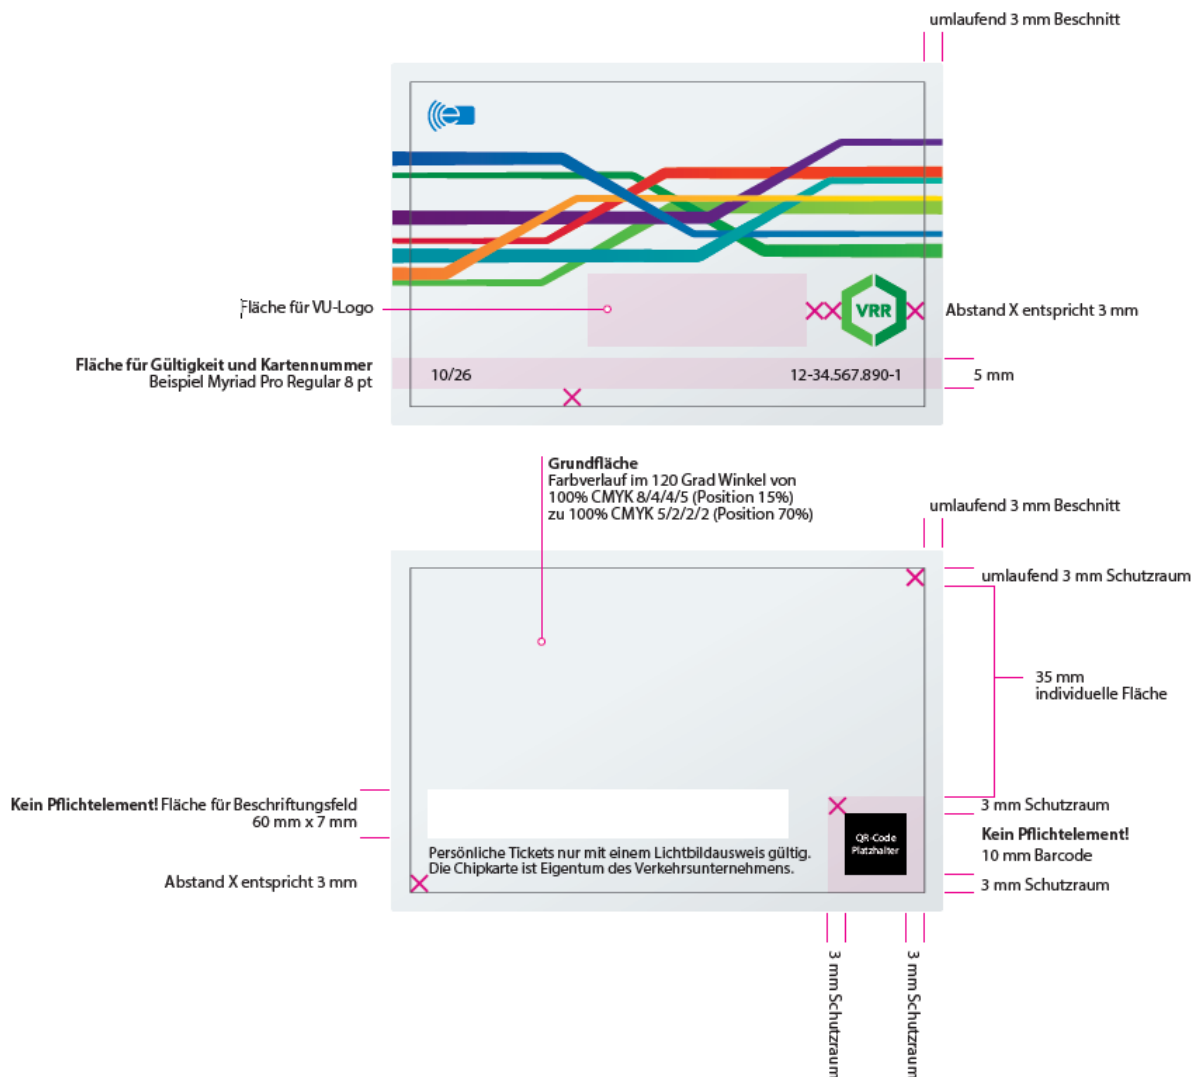 umlaufend 3 mm Beschnitt
e
Fläche für VU-Logo
VRR
Abstand X entspricht 3 mm
Fläche für Gültigkeit und Kartennummer
Beispiel Myriad Pro Regular 8 pt
10/26
12-34.567.890-1
5 mm
Grundfläche
Farbverlauf im 120 Grad Winkel von
100% CMYK 8/4/4/5 (Position 15%)
zu 100% CMYK 5/2/2/2 (Position 70%)
umlaufend 3 mm Beschnitt
umlaufend 3 mm Schutzraum
35 mm
individuelle Fläche
Kein Pflichtelement! Fläche für Beschriftungsfeld
60 mm x 7 mm
3 mm Schutzraum
Kein Pflichtelement!
10 mm Barcode
QR-Code
Platzhalter
Persönliche Tickets nur mit einem Lichtbildausweis gültig.
Die Chipkarte ist Eigentum des Verkehrsunternehmens.
Abstand X entspricht 3 mm
3 mm Schutzraum
3 mm Schutzraum
3 mm Schutzraum